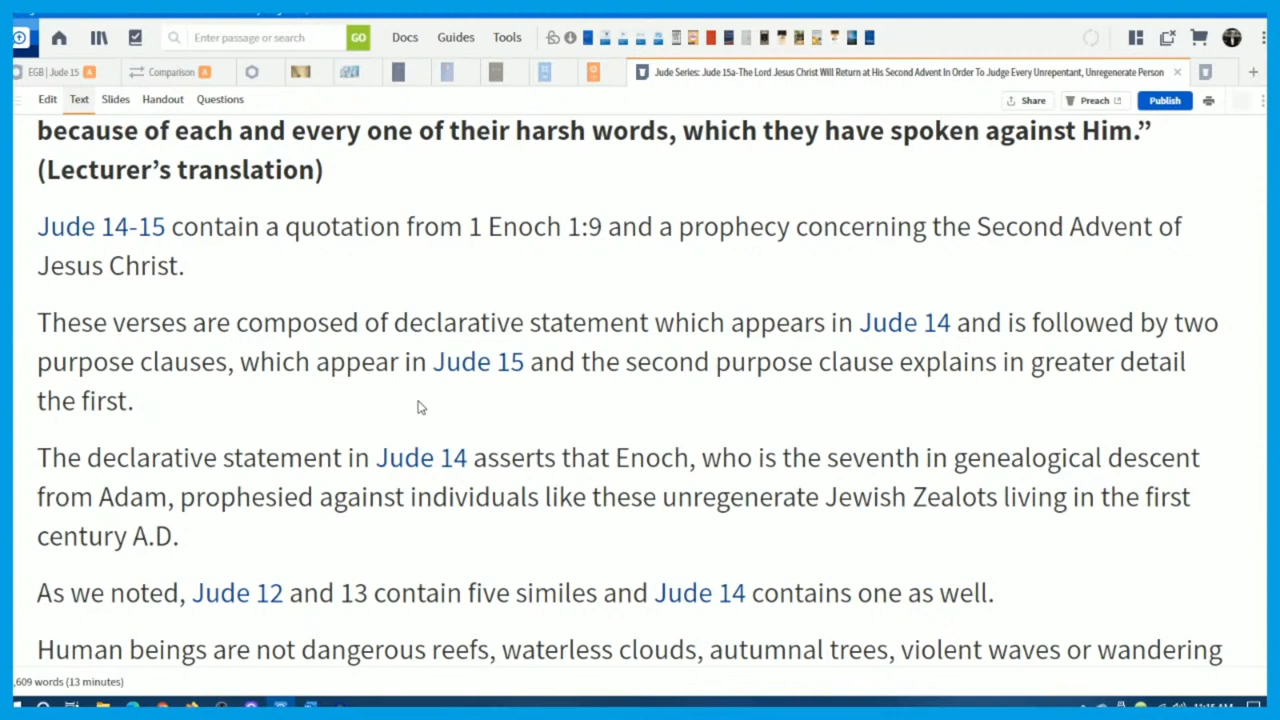 Enter passage or search
GO
Docs
Guides
Tools
EGB | Jude 15 A
Comparison A
Jude Series: Jude 15a-The Lord Jesus Christ Will Return at His Second Advent In Order To Judge Every Unrepentant, Unregenerate Person
Edit
Text
Slides
Handout
Questions
Share
Preach
Publish
because of each and every one of their harsh words, which they have spoken against Him.”
(Lecturer’s translation)
Jude 14-15 contain a quotation from 1 Enoch 1:9 and a prophecy concerning the Second Advent of
Jesus Christ.
These verses are composed of declarative statement which appears in Jude 14 and is followed by two
purpose clauses, which appear in Jude 15 and the second purpose clause explains in greater detail
the first.
The declarative statement in Jude 14 asserts that Enoch, who is the seventh in genealogical descent
from Adam, prophesied against individuals like these unregenerate Jewish Zealots living in the first
century A.D.
As we noted, Jude 12 and 13 contain five similes and Jude 14 contains one as well.
Human beings are not dangerous reefs, waterless clouds, autumnal trees, violent waves or wandering
,609 words (13 minutes)